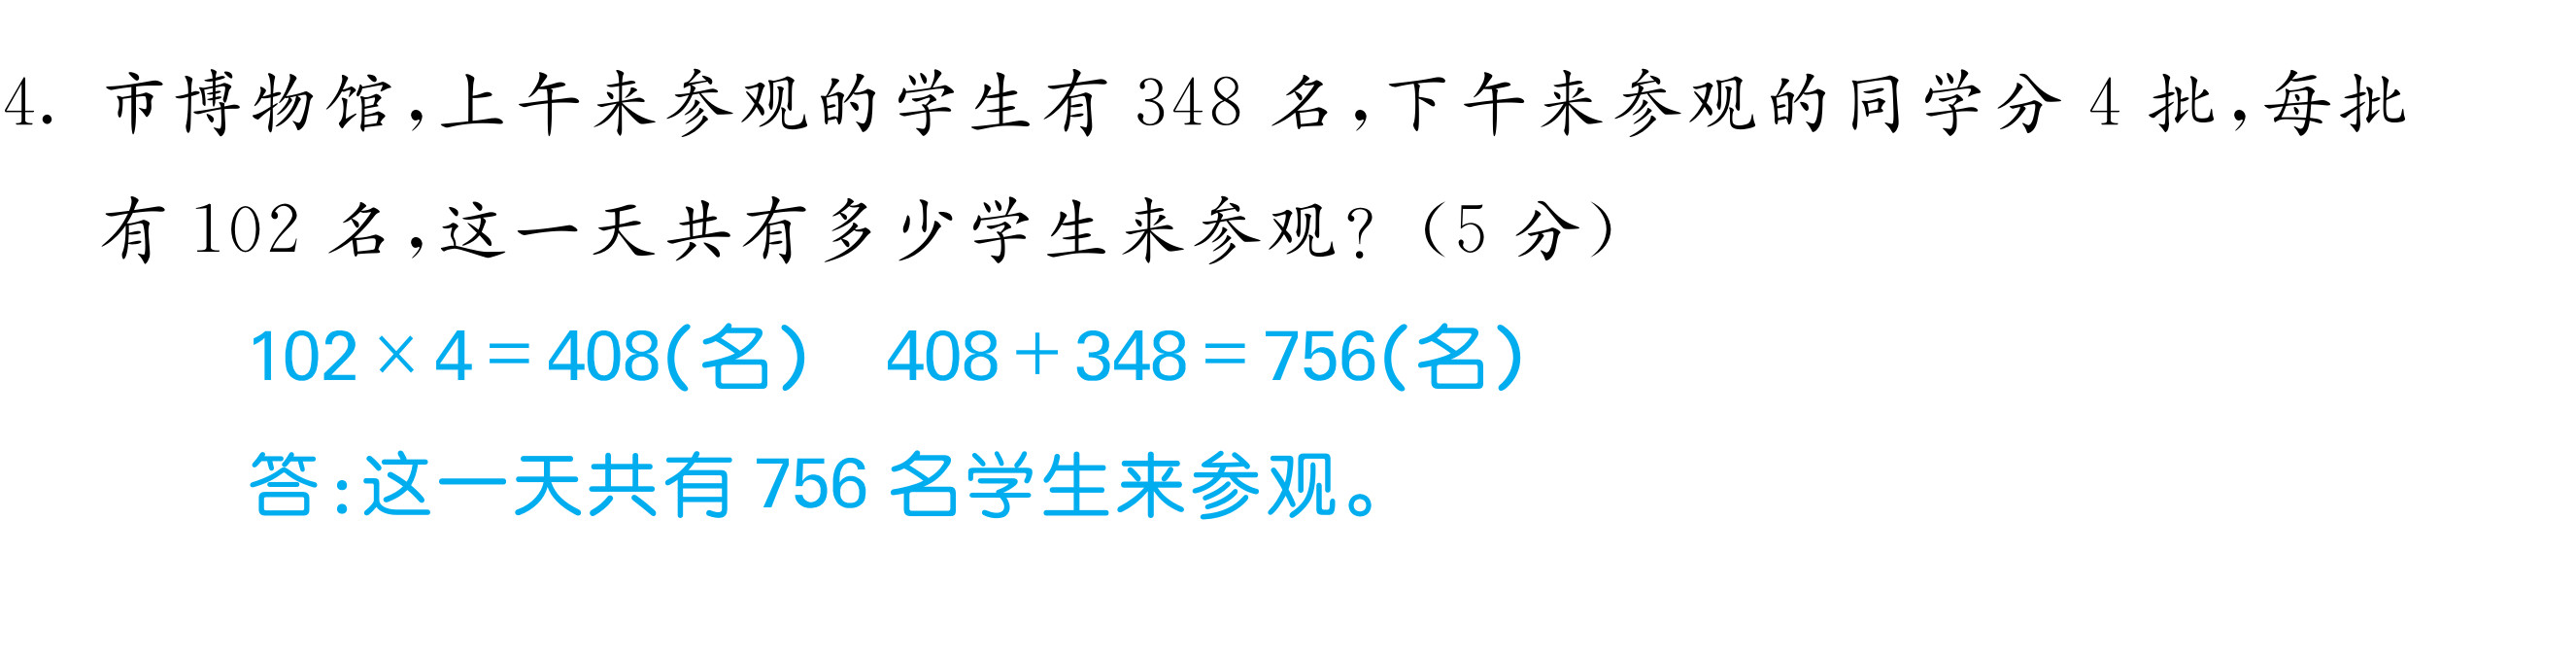 4. 市博物馆,上午来参观的学生有 348 名,下午来参观的同学分 4 批,每批
有 102 名,这一天共有多少学生来参观?(5 分)
102×4=408(名) 408+348=756(名)
答:这一天共有 756 名学生来参观。